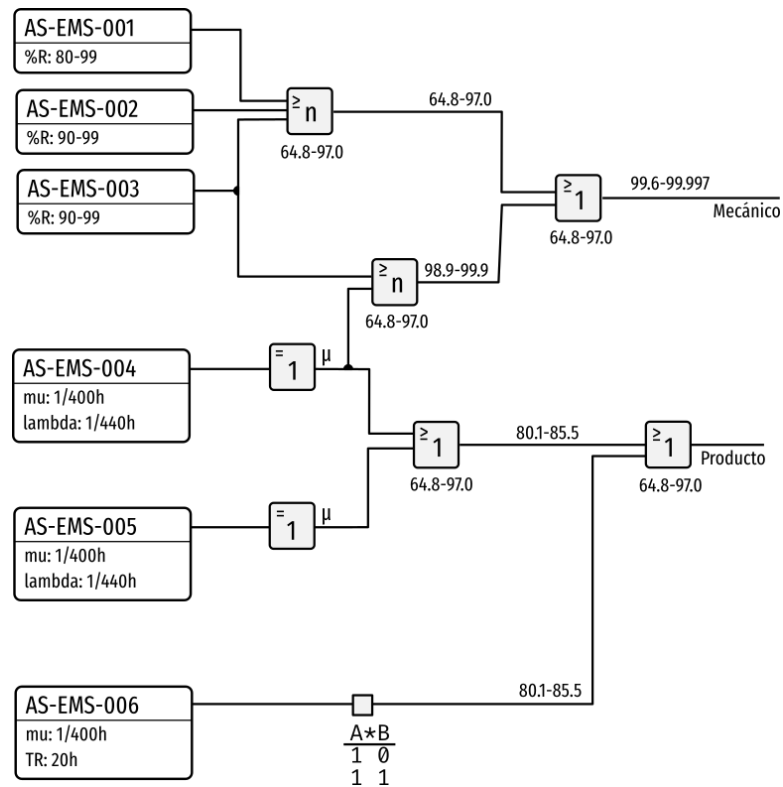 AS-EMS-001
%R: 80-99
AS-EMS-002
%R: 90-99
AS-EMS-003
%R: 90-99
≥n
64.8-97.0
64.8-97.0
≥1
64.8-97.0
99.6-99.997
Mecánico
≥n
64.8-97.0
98.9-99.9
AS-EMS-004
mu: 1/400h
lambda: 1/440h
=1
µ
≥1
64.8-97.0
80.1-85.5
≥1
64.8-97.0
Producto
AS-EMS-005
mu: 1/400h
lambda: 1/440h
=1
µ
AS-EMS-006
mu: 1/400h
TR: 20h
80.1-85.5
A*B
1 0
1 1